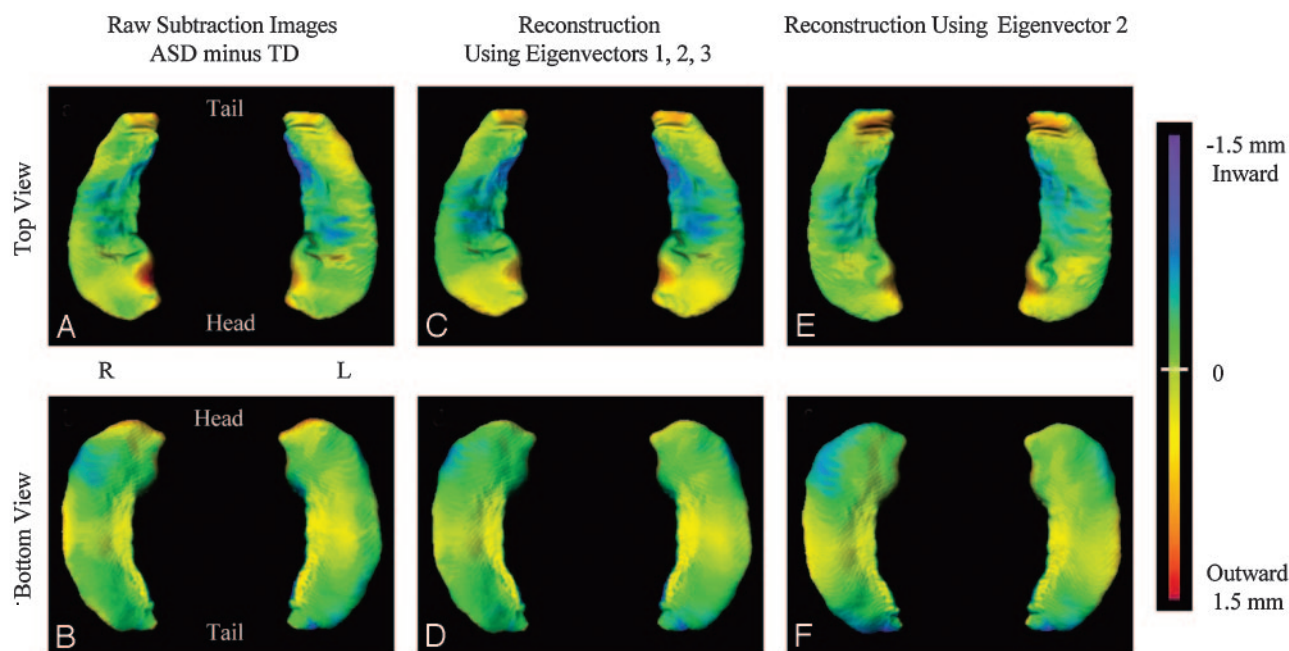 Raw Subtraction Images
ASD minus TD
Reconstruction
Using Eigenvectors 1, 2, 3
Reconstruction Using Eigenvector 2
Top View
Tail
Head
A
C
E
R
L
Bottom View
Head
Tail
B
D
F
-1.5 mm
Inward
0
Outward
1.5 mm